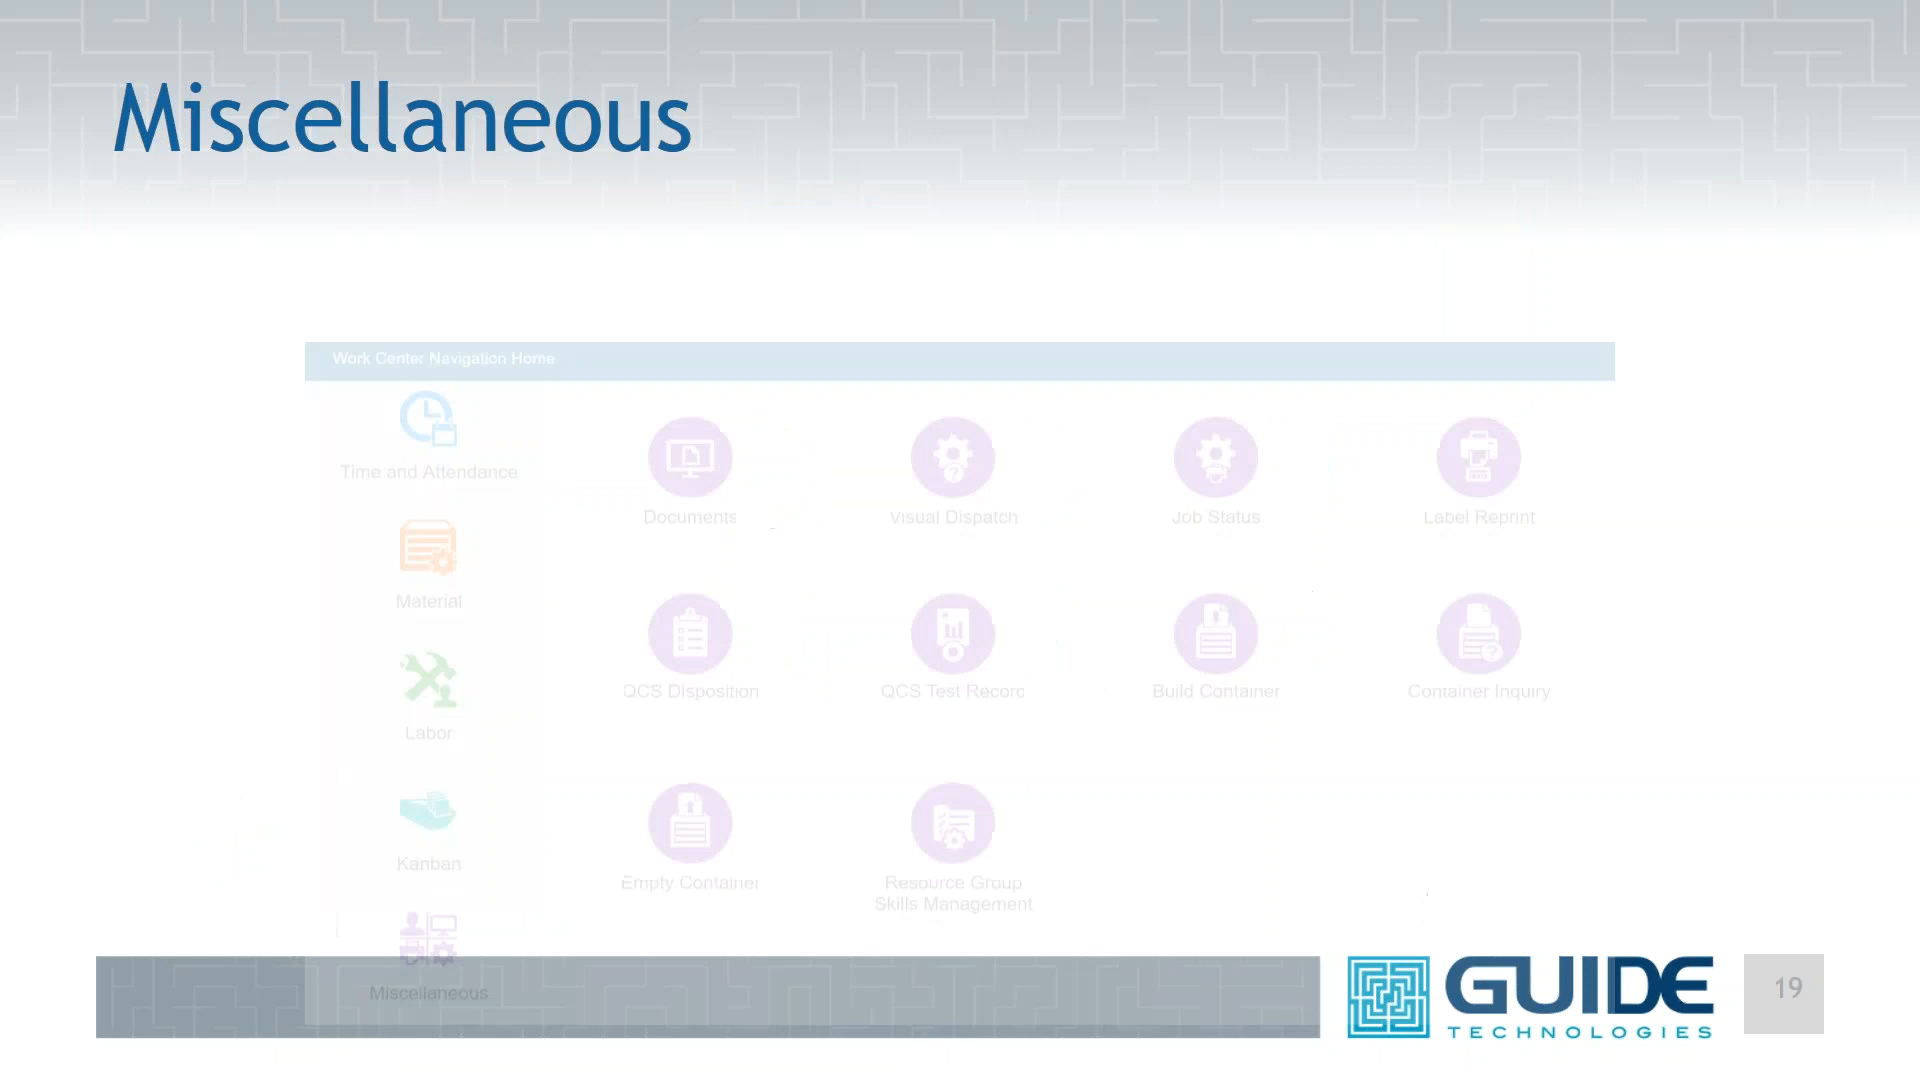 Miscellaneous
Work Center Navigation Home
Time and Attendance
Documents
Visual Dispatch
Job Status
Label Reprint
Material
QCS Disposition
QCS Test Record
Build Container
Container Inquiry
Labor
Kanban
Empty Container
Resource Group
Skills Management
Miscellaneous
GUIDE
TECHNOLOGIES
19